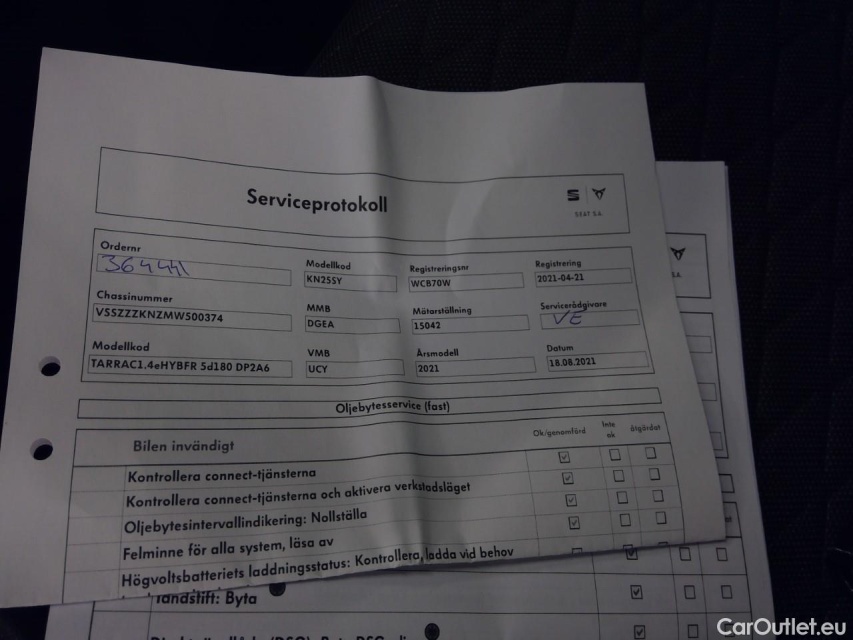 Serviceprotokoll
SEAT S.A.
Ordernr
364441
Modellkod
KN25SY
Registreringsnr
WCB70W
Registrering
2021-04-21
Chassinummer
VSSZZZKNZMW500374
MMB
DGEA
Mätarställning
15042
Servicerådgivare
VE
Modellkod
TARRAC1.4eHYBFR 5d180 DP2A6
VMB
UCY
Årsmodell
2021
Datum
18.08.2021
Oljebytesservice (fast)
Bilen invändigt
Ok/genomförd
Inte ok
åtgärdat
Kontrollera connect-tjänsterna
Kontrollera connect-tjänsterna och aktivera verkstadsläget
Oljebytesintervallindikering: Nollställa
Felminne för alla system, läsa av
Högvoltsbatteriets laddningsstatus: Kontrollera, ladda vid behov
Tändstift: Byta
CarOutlet.eu